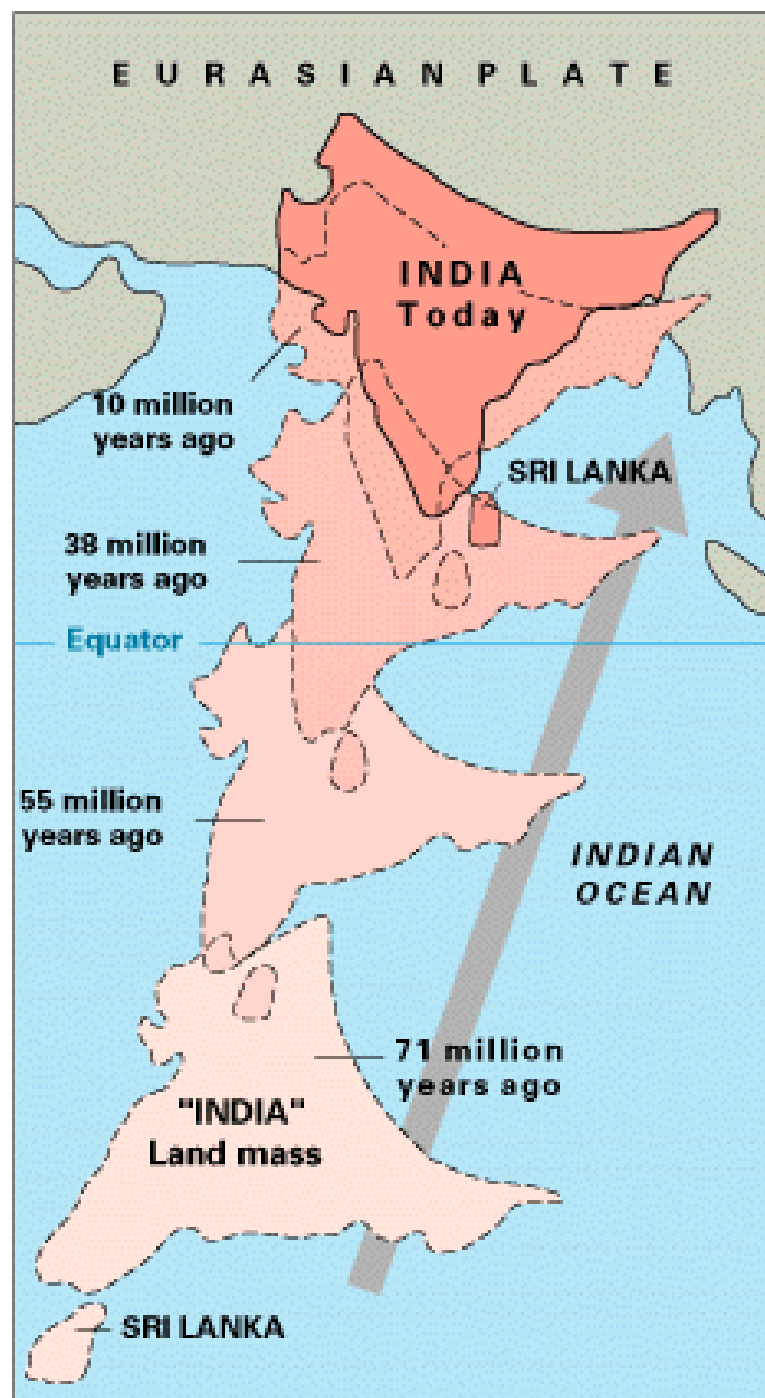 EURASIAN PLATE
INDIA
Today
10 million
years ago
SRI LANKA
38 million
years ago
Equator
55 million
years ago
INDIAN
OCEAN
71 million
years ago
"INDIA"
Land mass
SRI LANKA